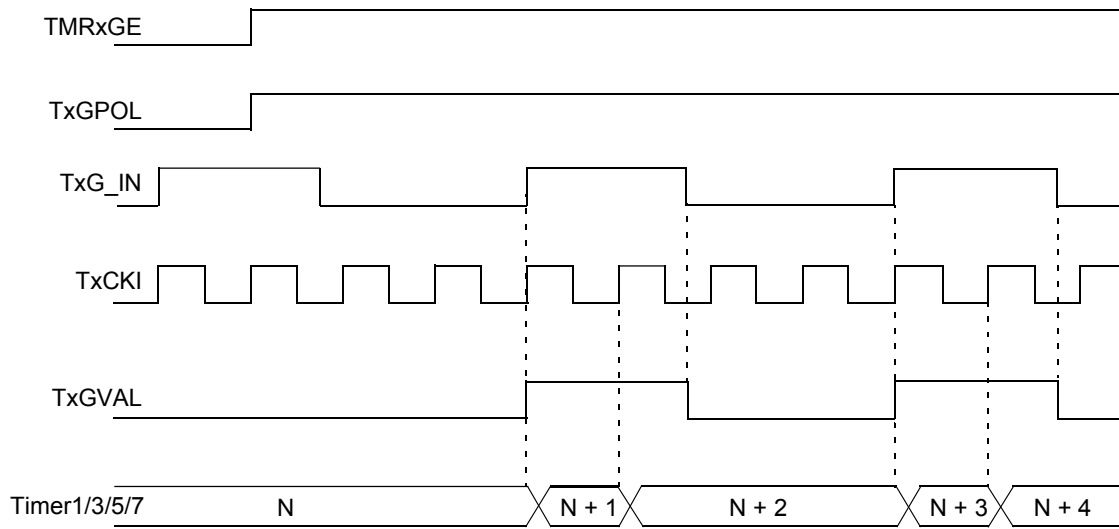 TMRxGE
TxGPOL
TxG_IN
TxCKI
TxGVAL
Timer1/3/5/7 N N + 1 N + 2 N + 3 N + 4